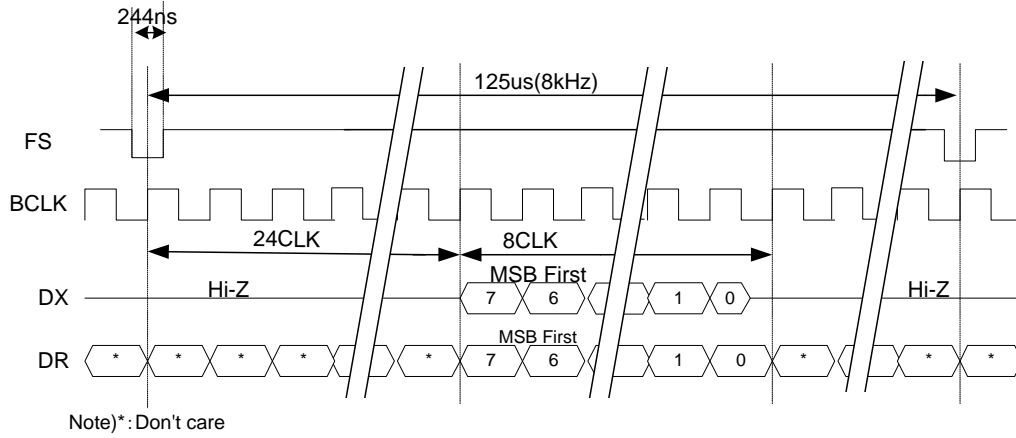 244ns
125us(8kHz)
FS
BCLK
24CLK
8CLK
MSB First
DX
Hi-Z
7
6
1
0
Hi-Z
MSB First
DR
*
*
*
*
*
7
6
1
0
*
*
*
Note)*: Don't care